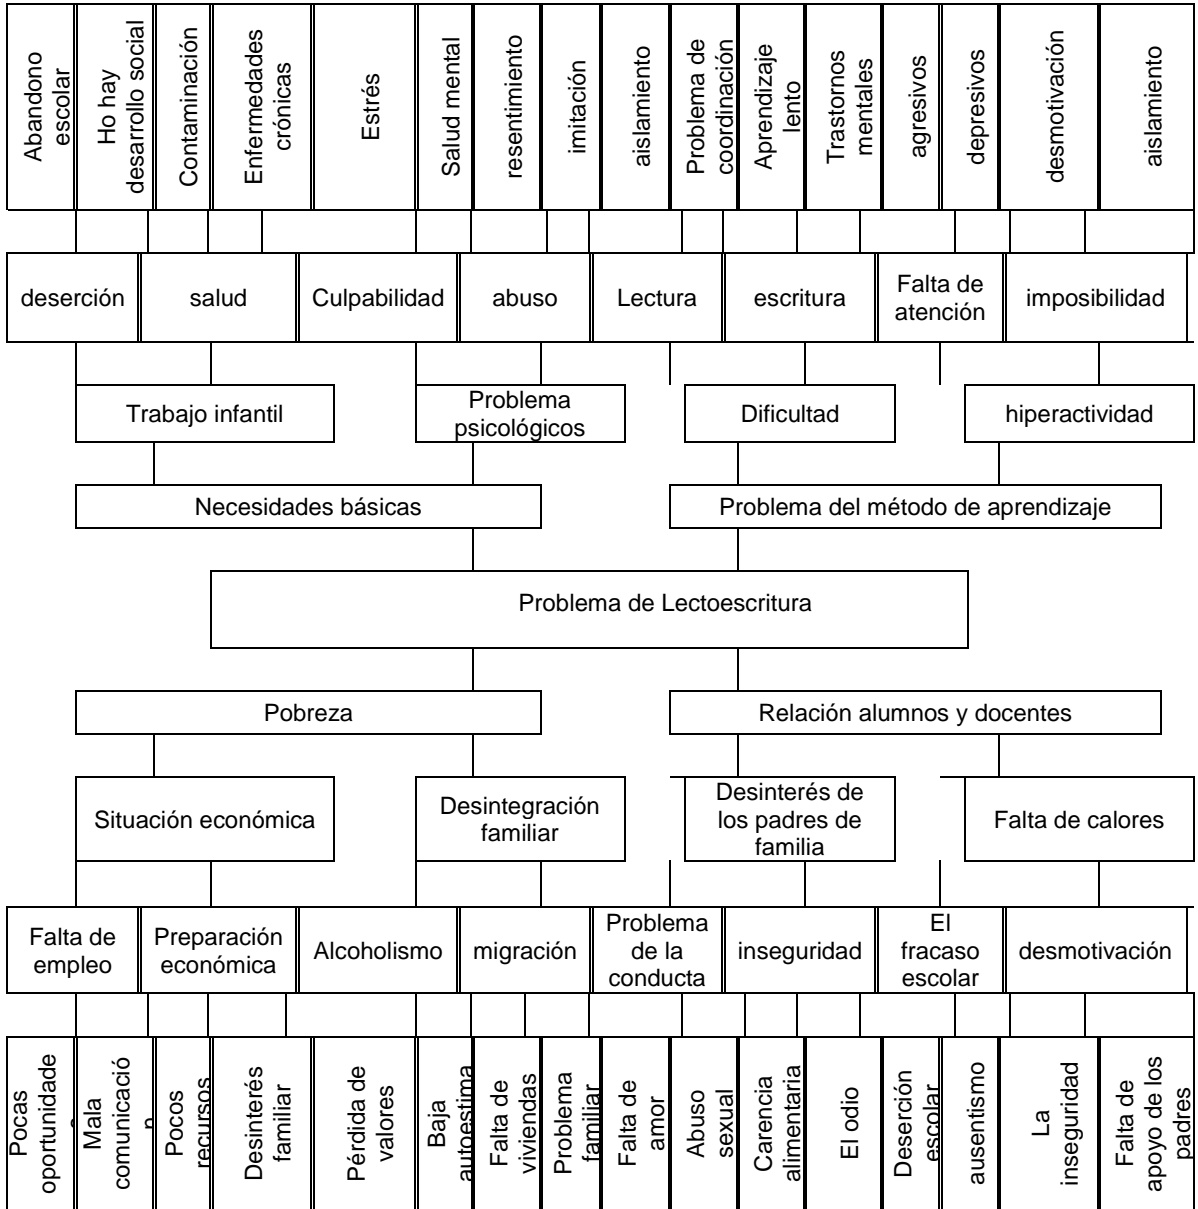 Abandono
escolar
Ho hay
desarrollo social
Contaminación
Enfermedades
crónicas
Estrés
Salud mental
resentimiento
imitación
aislamiento
Problema de
coordinación
Aprendizaje
lento
Trastornos
mentales
agresivos
depresivos
desmotivación
aislamiento
deserción
salud
Culpabilidad
abuso
Lectura
escritura
Falta de
atención
imposibilidad
Trabajo infantil
Problema
psicológicos
Dificultad
hiperactividad
Necesidades básicas
Problema del método de aprendizaje
Problema de Lectoescritura
Pobreza
Relación alumnos y docentes
Situación económica
Desintegración
familiar
Desinterés de
los padres de
familia
Falta de calores
Falta de
empleo
Preparación
económica
Alcoholismo
migración
Problema
de la
conducta
inseguridad
El
fracaso
escolar
desmotivación
Pocas
oportunidade
Mala
comunicació
Pocos
recursos
Desinterés
familiar
Pérdida de
valores
Baja
autoestima
Falta de
viviendas
Problema
familiar
Falta de
amor
Abuso
sexual
Carencia
alimentaria
El odio
Deserción
escolar
ausentismo
La
inseguridad
Falta de
apoyo de los
padres